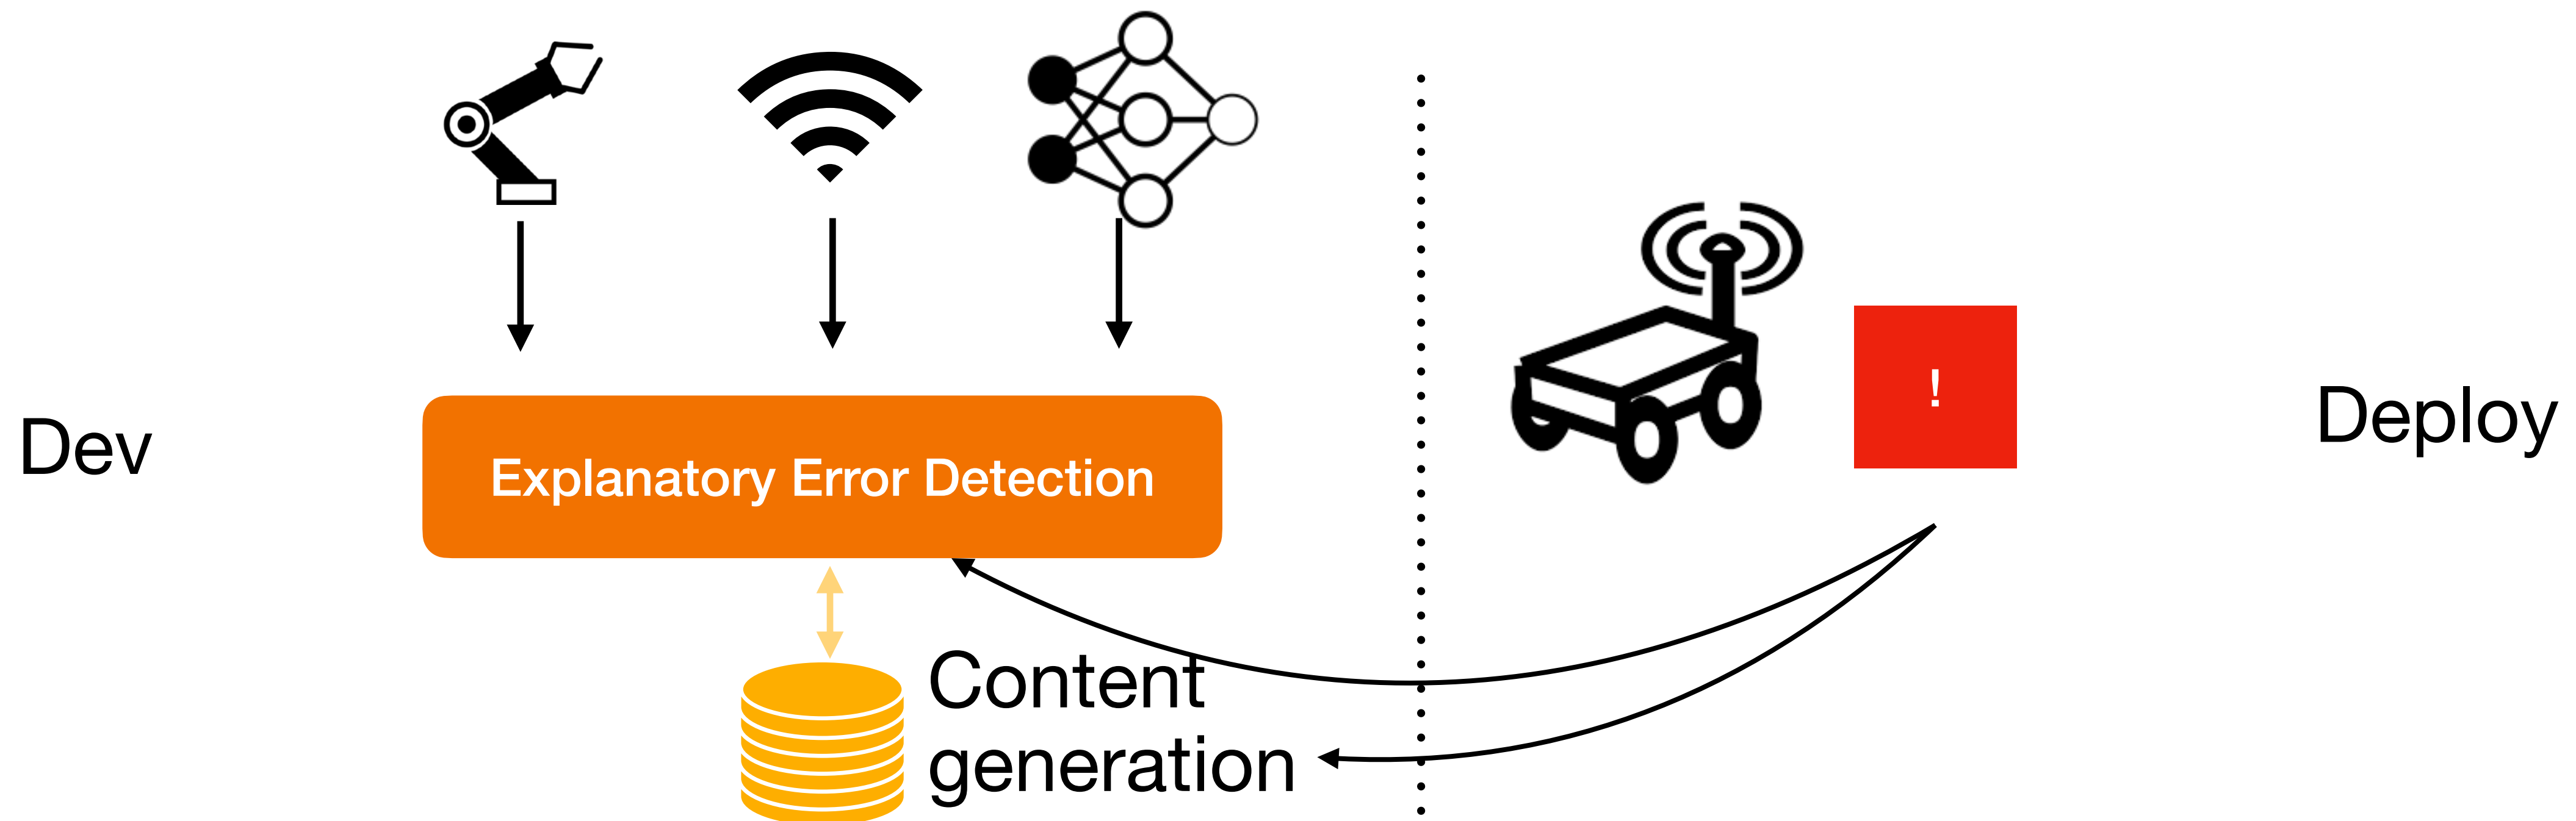 Dev
Explanatory Error Detection
Content
generation
!
Deploy